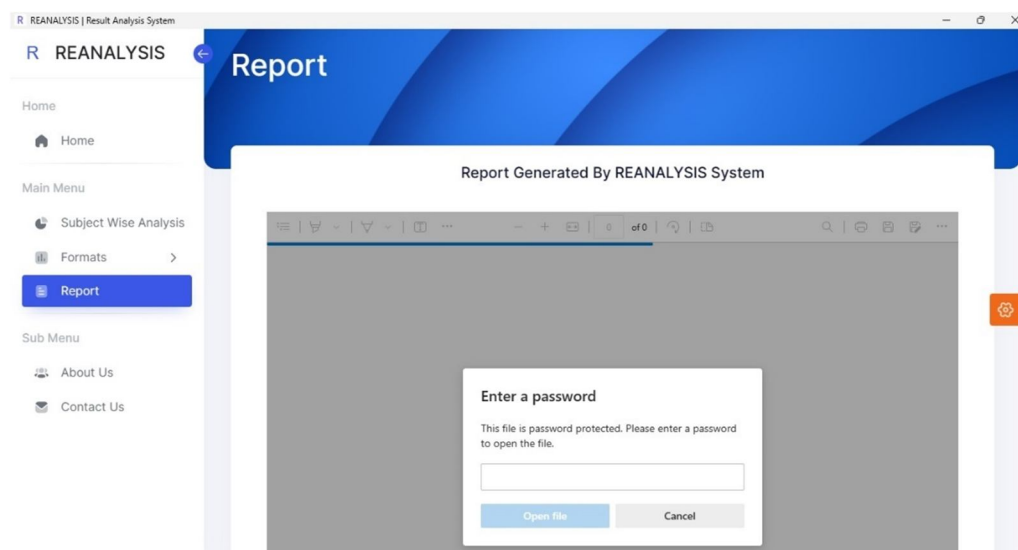 R REANALYSIS | Result Analysis System
R REANALYSIS
Report
Home
Home
Main Menu
Subject Wise Analysis
Formats
Report
Sub Menu
About Us
Contact Us
Report Generated By REANALYSIS System
0 of 0
Enter a password
This file is password protected. Please enter a password
to open the file.
Open file Cancel